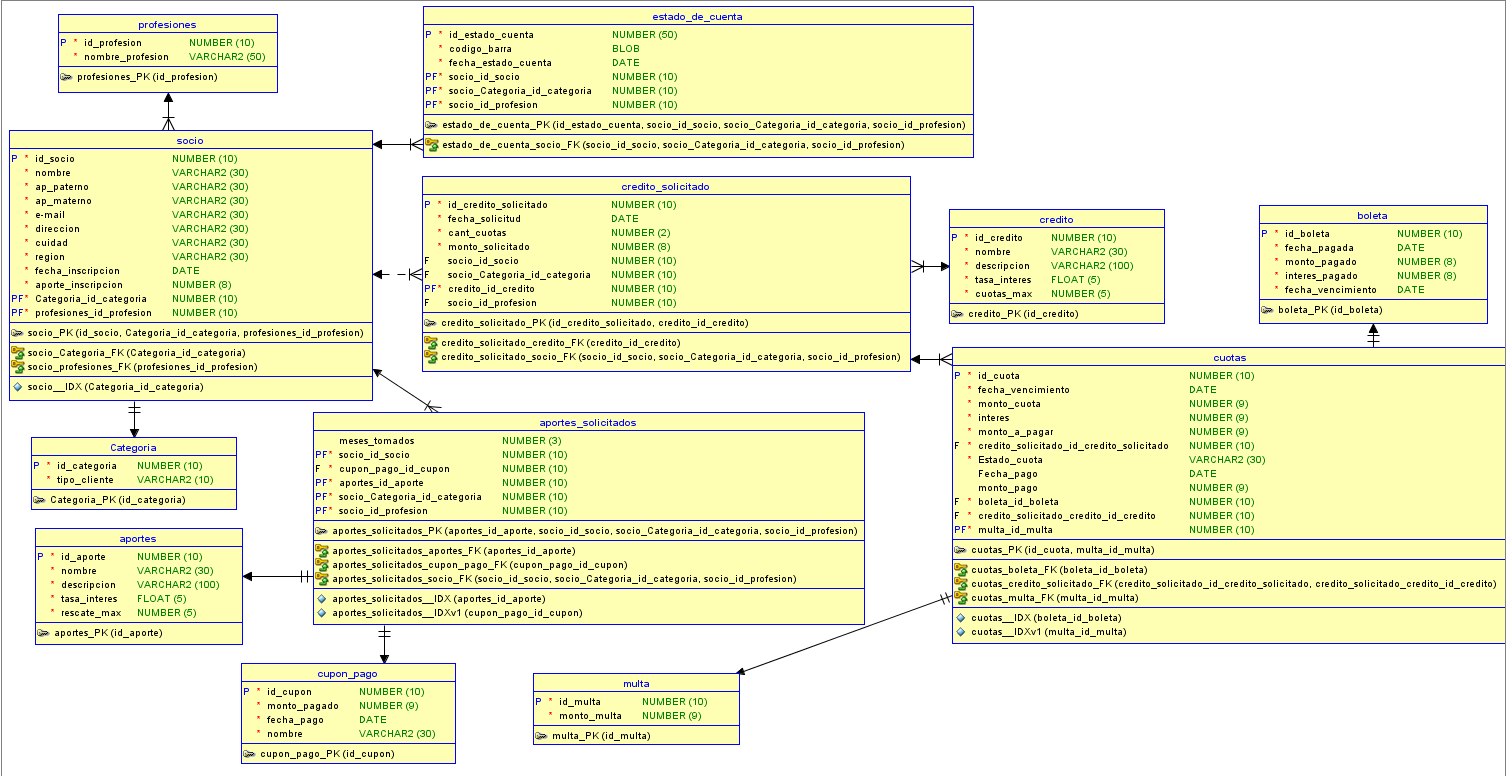 profesiones
P * id_profesion NUMBER (10)
* nombre_profesion VARCHAR2 (50)
profesiones_PK (id_profesion)
estado_de_cuenta
P * id_estado_cuenta NUMBER (50)
* codigo_barra BLOB
* fecha_estado_cuenta DATE
PF* socio_id_socio NUMBER (10)
PF* socio_Categoria_id_categoria NUMBER (10)
PF* socio_id_profesion NUMBER (10)
estado_de_cuenta_PK (id_estado_cuenta, socio_id_socio, socio_Categoria_id_categoria, socio_id_profesion)
estado_de_cuenta_socio_FK (socio_id_socio, socio_Categoria_id_categoria, socio_id_profesion)
socio
P * id_socio NUMBER (10)
* nombre VARCHAR2 (30)
* ap_paterno VARCHAR2 (30)
* ap_materno VARCHAR2 (30)
* e-mail VARCHAR2 (30)
* direccion VARCHAR2 (30)
* cuidad VARCHAR2 (30)
* region VARCHAR2 (30)
* fecha_inscripcion DATE
* aporte_inscripcion NUMBER (8)
PF* Categoria_id_categoria NUMBER (10)
PF* profesiones_id_profesion NUMBER (10)
socio_PK (id_socio, Categoria_id_categoria, profesiones_id_profesion)
socio_Categoria_FK (Categoria_id_categoria)
socio_profesiones_FK (profesiones_id_profesion)
socio__IDX (Categoria_id_categoria)
credito_solicitado
P * id_credito_solicitado NUMBER (10)
* fecha_solicitud DATE
* cant_cuotas NUMBER (2)
* monto_solicitado NUMBER (8)
F socio_id_socio NUMBER (10)
F socio_Categoria_id_categoria NUMBER (10)
PF* credito_id_credito NUMBER (10)
F socio_id_profesion NUMBER (10)
credito_solicitado_PK (id_credito_solicitado, credito_id_credito)
credito_solicitado_credito_FK (credito_id_credito)
credito_solicitado_socio_FK (socio_id_socio, socio_Categoria_id_categoria, socio_id_profesion)
credito
P * id_credito NUMBER (10)
* nombre VARCHAR2 (30)
* descripcion VARCHAR2 (100)
* tasa_interes FLOAT (5)
* cuotas_max NUMBER (5)
credito_PK (id_credito)
boleta
P * id_boleta NUMBER (10)
* fecha_pagada DATE
* monto_pagado NUMBER (8)
* interes_pagado NUMBER (8)
* fecha_vencimiento DATE
boleta_PK (id_boleta)
cuotas
P * id_cuota NUMBER (10)
* fecha_vencimiento DATE
* monto_cuota NUMBER (9)
* interes NUMBER (9)
* monto_a_pagar NUMBER (9)
F * credito_solicitado_id_credito_solicitado NUMBER (10)
* Estado_cuota VARCHAR2 (30)
Fecha_pago DATE
monto_pago NUMBER (9)
F * boleta_id_boleta NUMBER (10)
F * credito_solicitado_credito_id_credito NUMBER (10)
PF* multa_id_multa NUMBER (10)
cuotas_PK (id_cuota, multa_id_multa)
cuotas_boleta_FK (boleta_id_boleta)
cuotas_credito_solicitado_FK (credito_solicitado_id_credito_solicitado, credito_solicitado_credito_id_credito)
cuotas_multa_FK (multa_id_multa)
cuotas__IDX (boleta_id_boleta)
cuotas__IDXv1 (multa_id_multa)
Categoria
P * id_categoria NUMBER (10)
* tipo_cliente VARCHAR2 (10)
Categoria_PK (id_categoria)
aportes_solicitados
meses_tomados NUMBER (3)
PF* socio_id_socio NUMBER (10)
F * cupon_pago_id_cupon NUMBER (10)
PF* aportes_id_aporte NUMBER (10)
PF* socio_Categoria_id_categoria NUMBER (10)
PF* socio_id_profesion NUMBER (10)
aportes_solicitados_PK (aportes_id_aporte, socio_id_socio, socio_Categoria_id_categoria, socio_id_profesion)
aportes_solicitados_aportes_FK (aportes_id_aporte)
aportes_solicitados_cupon_pago_FK (cupon_pago_id_cupon)
aportes_solicitados_socio_FK (socio_id_socio, socio_Categoria_id_categoria, socio_id_profesion)
aportes_solicitados__IDX (aportes_id_aporte)
aportes_solicitados__IDXv1 (cupon_pago_id_cupon)
aportes
P * id_aporte NUMBER (10)
* nombre VARCHAR2 (30)
* descripcion VARCHAR2 (100)
* tasa_interes FLOAT (5)
* rescate_max NUMBER (5)
aportes_PK (id_aporte)
cupon_pago
P * id_cupon NUMBER (10)
* monto_pagado NUMBER (9)
* fecha_pago DATE
* nombre VARCHAR2 (30)
cupon_pago_PK (id_cupon)
multa
P * id_multa NUMBER (10)
* monto_multa NUMBER (9)
multa_PK (id_multa)